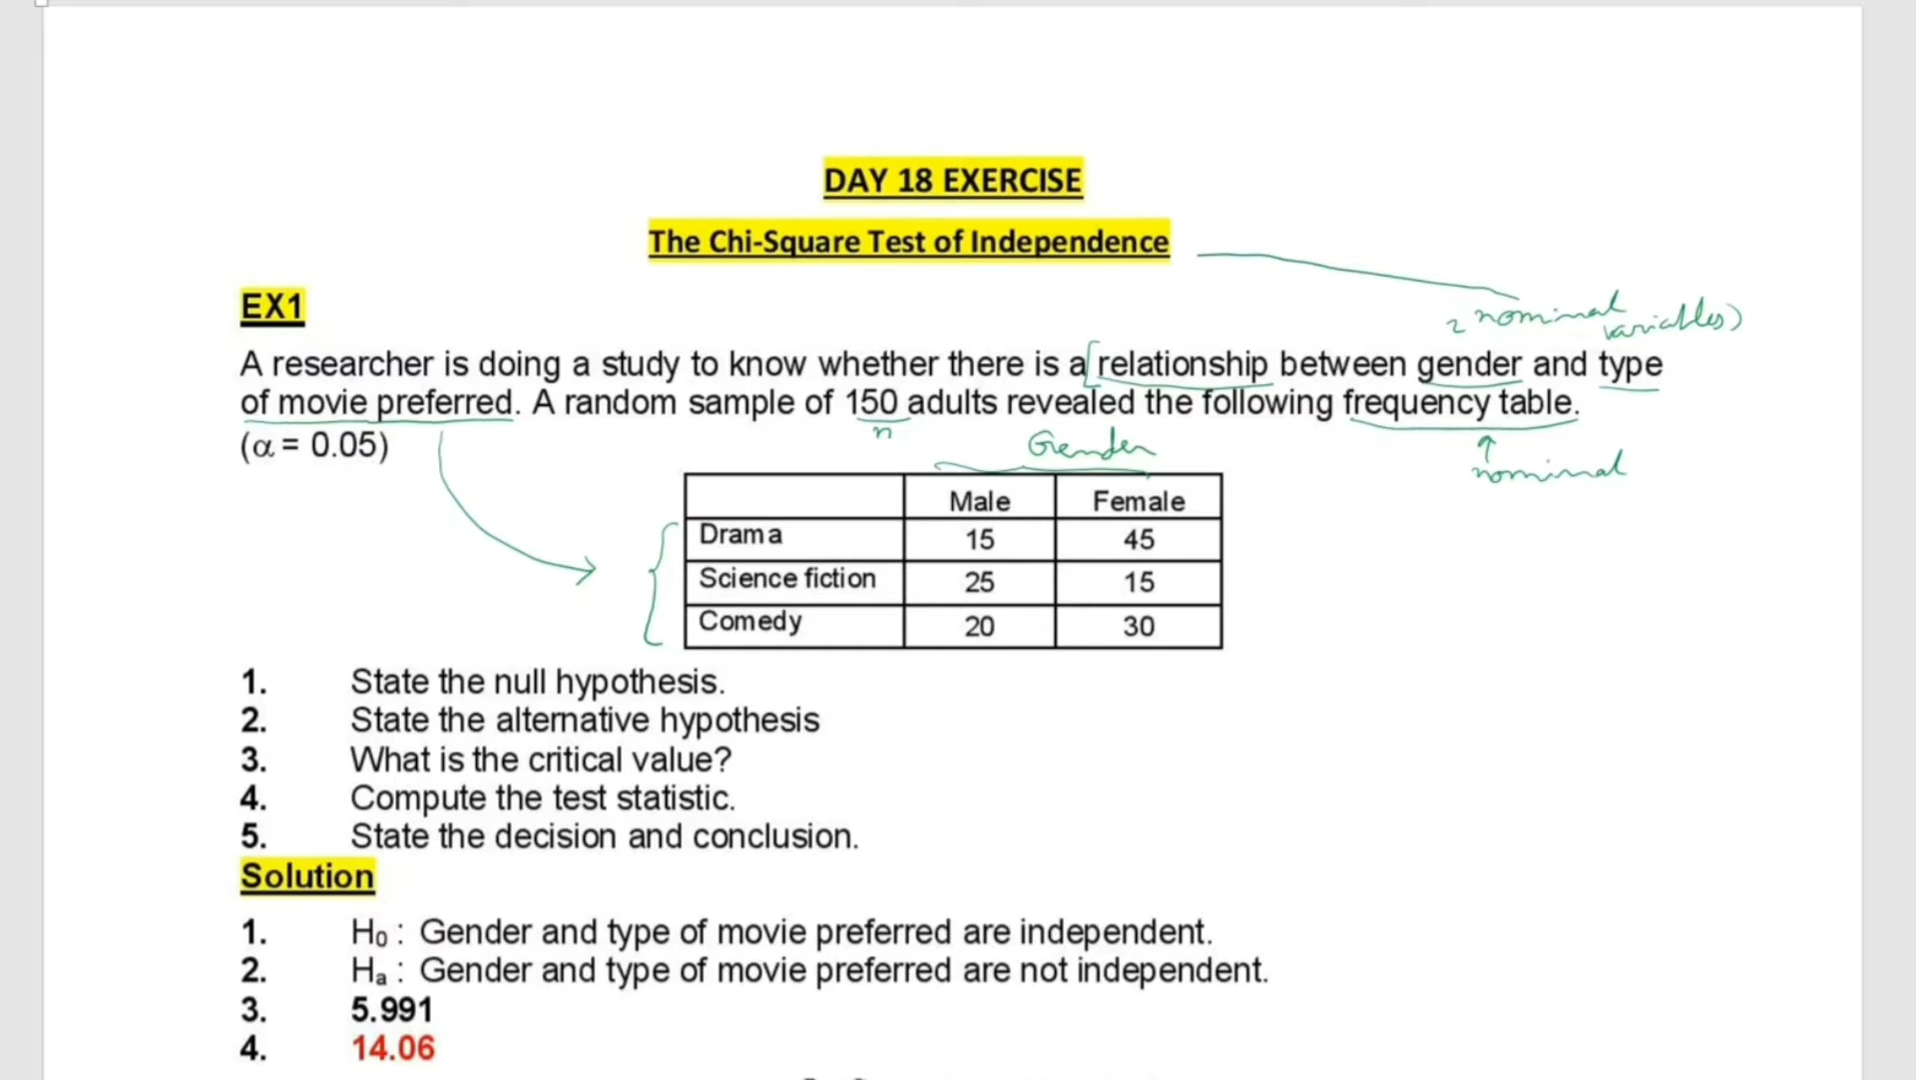 DAY 18 EXERCISE
The Chi-Square Test of Independence
2 nominal variables)
EX1
A researcher is doing a study to know whether there is a relationship between gender and type
of movie preferred. A random sample of 150 adults revealed the following frequency table.
n
(α = 0.05)
Gender
nominal
Male Female
Drama 15 45
Science fiction 25 15
Comedy 20 30
1. State the null hypothesis.
2. State the alternative hypothesis
3. What is the critical value?
4. Compute the test statistic.
5. State the decision and conclusion.
Solution
1. H₀ : Gender and type of movie preferred are independent.
2. Hₐ : Gender and type of movie preferred are not independent.
3. 5.991
4. 14.06